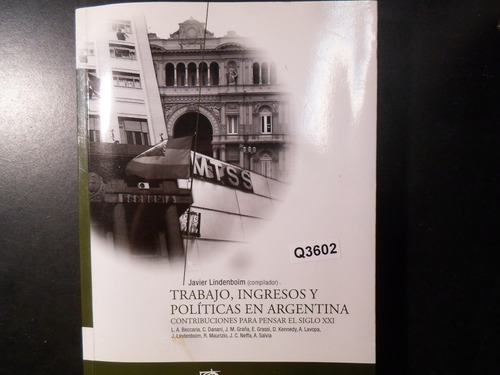 MTSS
Q3602
Javier Lindenboim (compilador)
TRABAJO, INGRESOS Y
POLÍTICAS EN ARGENTINA
CONTRIBUCIONES PARA PENSAR EL SIGLO XXI
L. A. Beccaria, C. Danani, J. M. Graña, E. Grassi, D. Kennedy, A. Lavopa,
J. Lindenboim, R. Maurizio, J. C. Neffa, A. Salvia